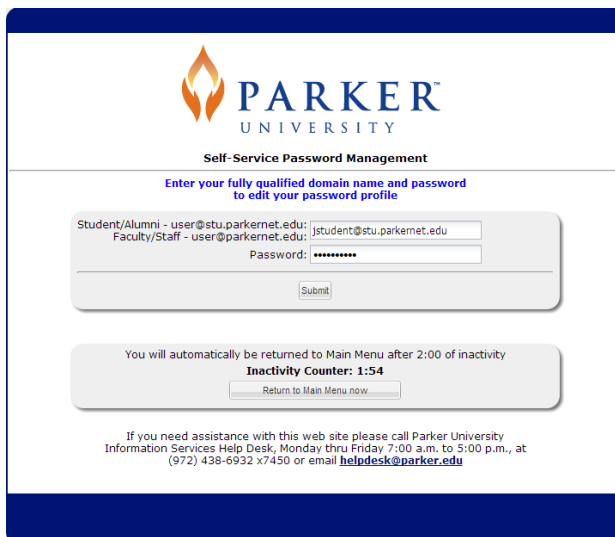 PARKER™
UNIVERSITY
Self-Service Password Management
Enter your fully qualified domain name and password
to edit your password profile
Student/Alumni - user@stu.parkernet.edu:
Faculty/Staff - user@parkernet.edu:
jstudent@stu.parkernet.edu
Password: ••••••••••
Submit
You will automatically be returned to Main Menu after 2:00 of inactivity
Inactivity Counter: 1:54
Return to Main Menu now
If you need assistance with this web site please call Parker University
Information Services Help Desk, Monday thru Friday 7:00 a.m. to 5:00 p.m., at
(972) 438-6932 x7450 or email helpdesk@parker.edu